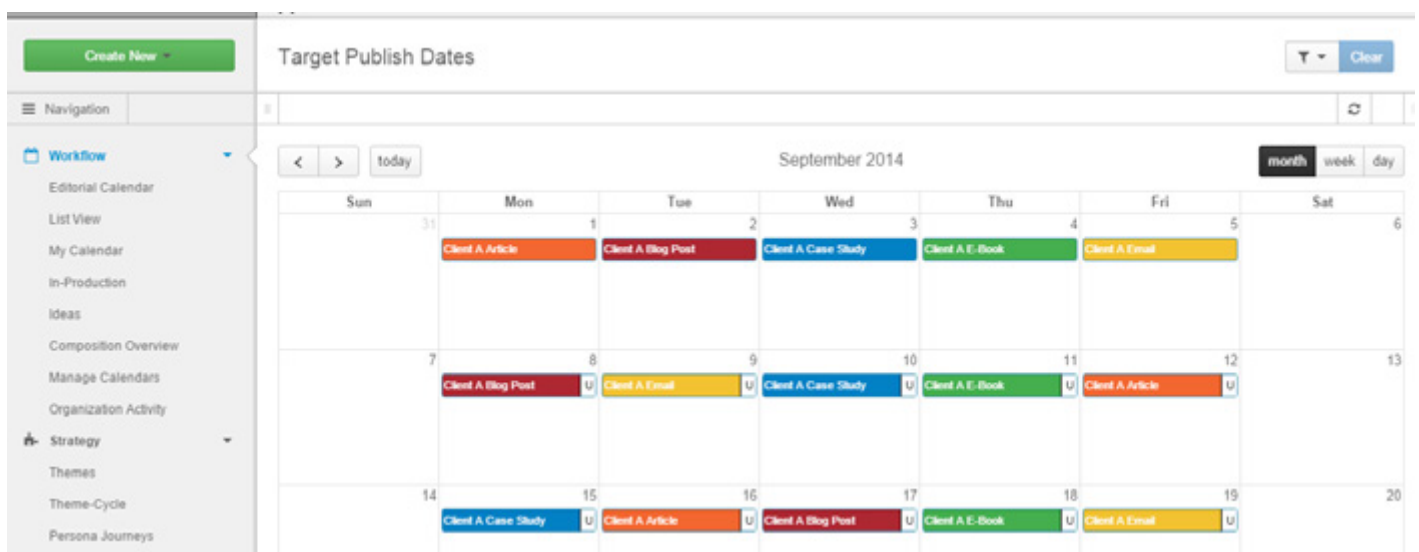 Create New
Target Publish Dates
Clear
Navigation
Workflow
today
September 2014
month week day
Editorial Calendar
Sun Mon Tue Wed Thu Fri Sat
List View
31 1 2 3 4 5 6
My Calendar
Client A Article Client A Blog Post Client A Case Study Client A E-Book Client A Email
In-Production
Ideas
Composition Overview
7 8 9 10 11 12 13
Manage Calendars
Client A Blog Post U Client A Email U Client A Case Study U Client A E-Book U Client A Article U
Organization Activity
Strategy
Themes
Theme-Cycle
14 15 16 17 18 19 20
Client A Case Study U Client A Article U Client A Blog Post U Client A E-Book U Client A Email U
Persona Journeys